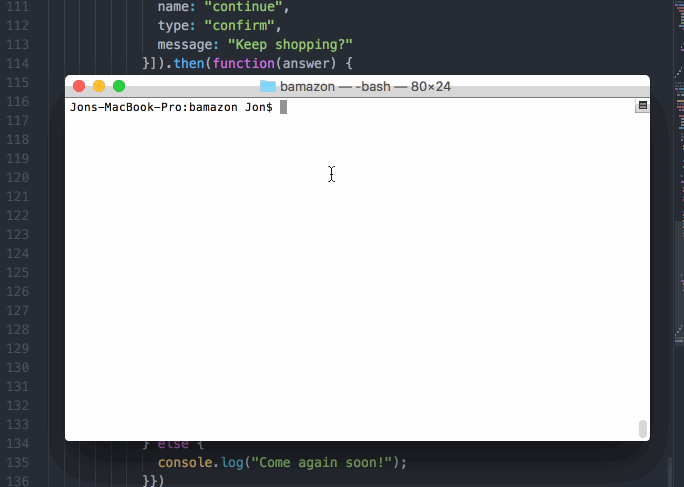 111 name: "continue",
112 type: "confirm",
113 message: "Keep shopping?"
114 }]).then(function(answer) {
115
bamazon — -bash — 80×24
116
Jons-MacBook-Pro:bamazon Jon$
117
118
119
120
121
122
123
124
125
126
127
128
129
130
131
132
133
134 } else {
135 console.log("Come again soon!");
136 }})